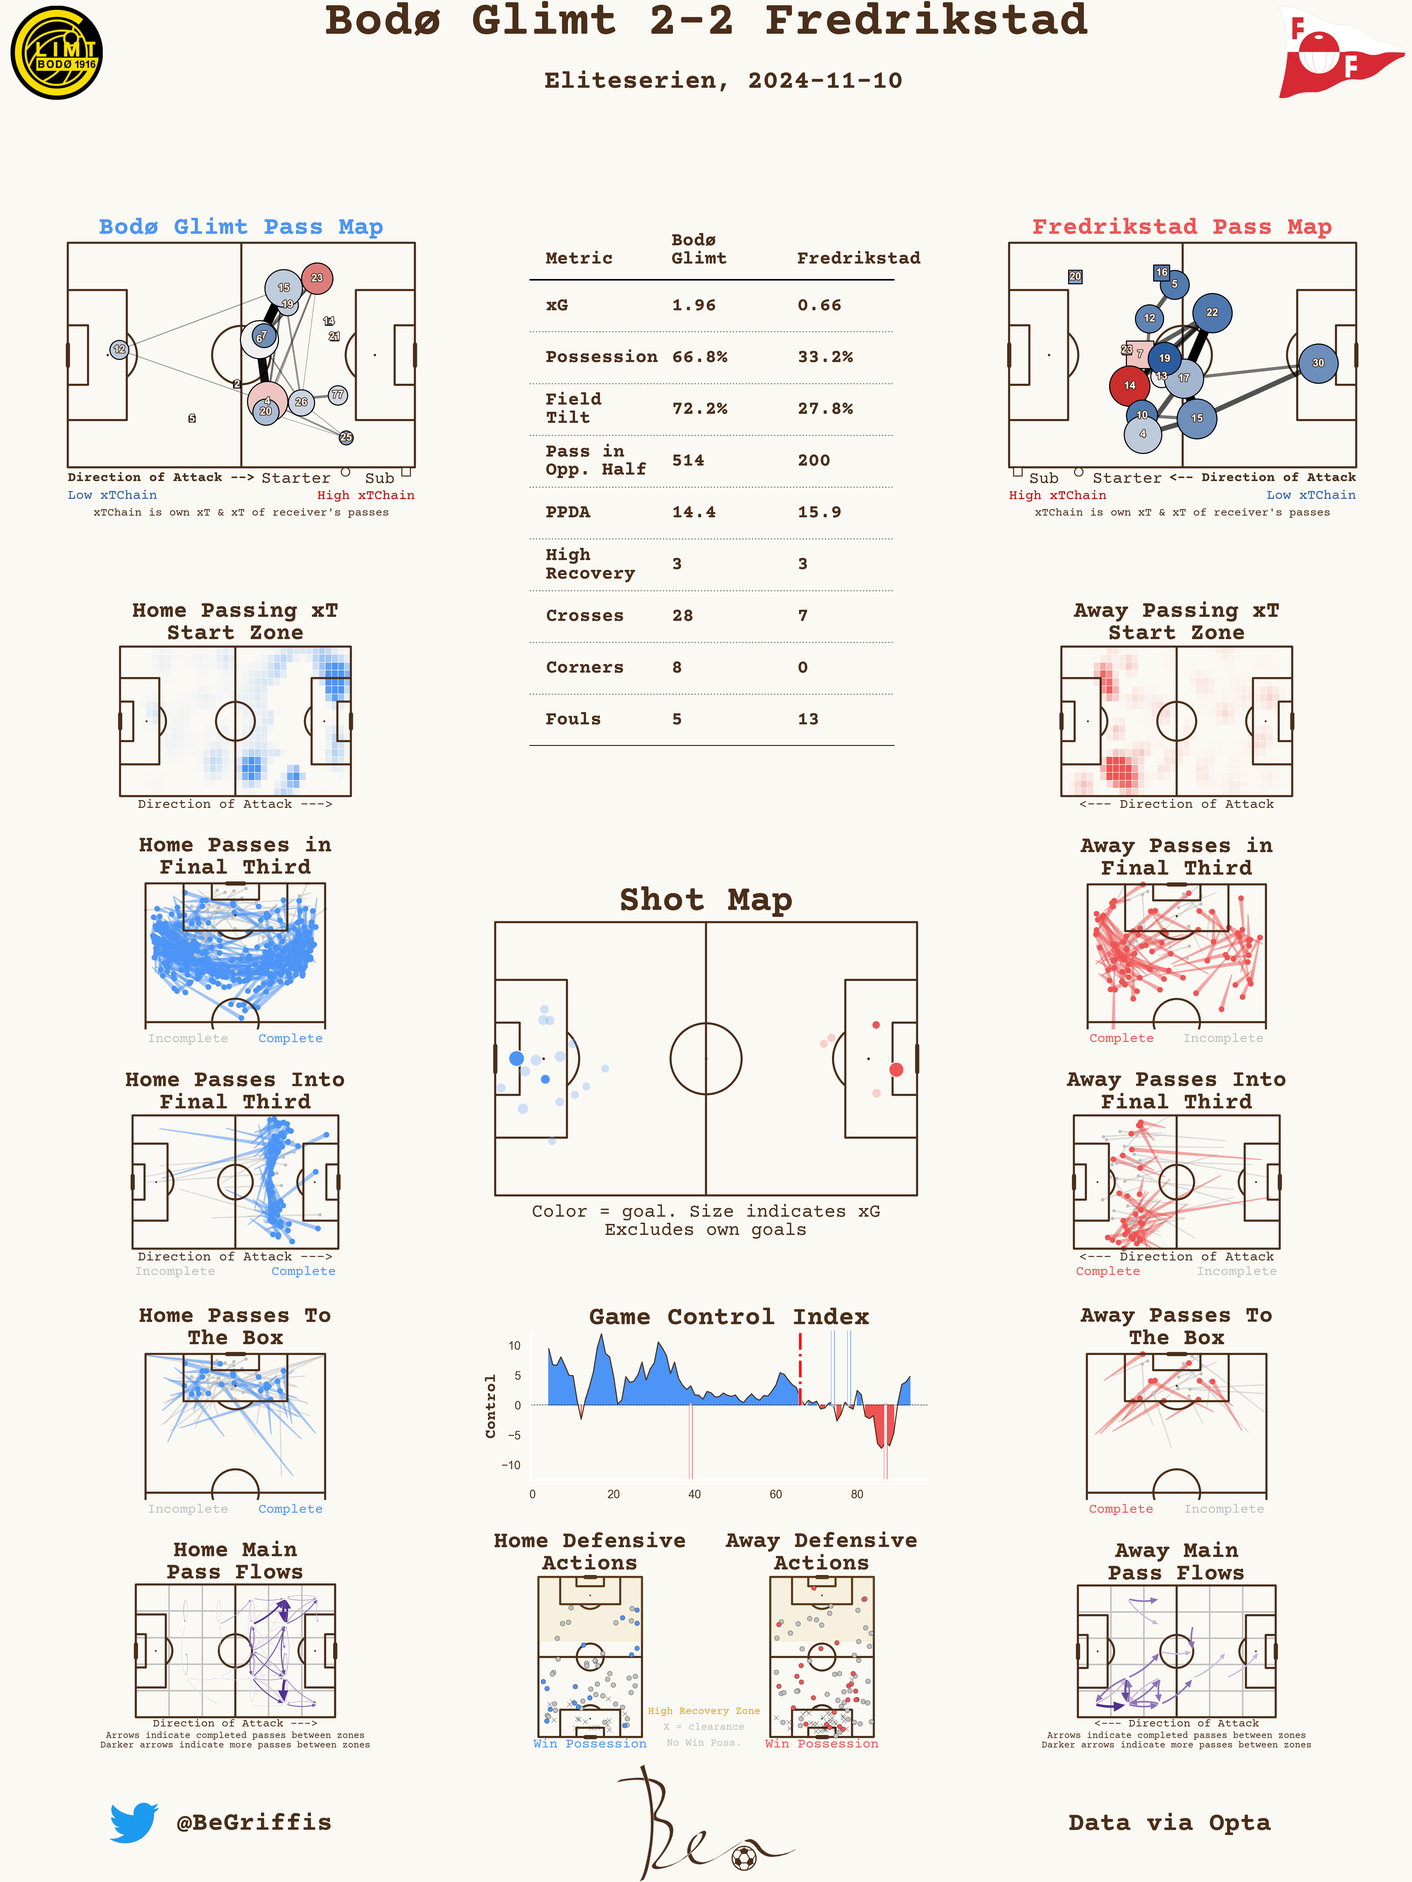 Bodø Glimt 2-2 Fredrikstad
Eliteserien, 2024-11-10
LIMT
BODØ 1916
F
F
Bodø Glimt Pass Map
12
15
23
19
7
6
14
21
2
4
20
26
77
25
5
Direction of Attack --> Starter Sub
Low xTChain High xTChain
xTChain is own xT & xT of receiver's passes
Metric Bodø Glimt Fredrikstad
xG 1.96 0.66
Possession 66.8% 33.2%
Field Tilt 72.2% 27.8%
Pass in Opp. Half 514 200
PPDA 14.4 15.9
High Recovery 3 3
Crosses 28 7
Corners 8 0
Fouls 5 13
Fredrikstad Pass Map
20
16
5
12
22
23
7
19
13
17
14
30
10
15
4
Sub Starter <-- Direction of Attack
High xTChain Low xTChain
xTChain is own xT & xT of receiver's passes
Home Passing xT
Start Zone
Direction of Attack --->
Away Passing xT
Start Zone
<--- Direction of Attack
Home Passes in
Final Third
Incomplete Complete
Away Passes in
Final Third
Complete Incomplete
Shot Map
Color = goal. Size indicates xG
Excludes own goals
Home Passes Into
Final Third
Direction of Attack --->
Incomplete Complete
Away Passes Into
Final Third
<--- Direction of Attack
Complete Incomplete
Home Passes To
The Box
Incomplete Complete
Game Control Index
Control
10
5
0
−5
−10
0 20 40 60 80
Away Passes To
The Box
Complete Incomplete
Home Main
Pass Flows
Direction of Attack --->
Arrows indicate completed passes between zones
Darker arrows indicate more passes between zones
Home Defensive
Actions
Win Possession
High Recovery Zone
X = clearance
No Win Poss.
Away Defensive
Actions
Win Possession
Away Main
Pass Flows
<--- Direction of Attack
Arrows indicate completed passes between zones
Darker arrows indicate more passes between zones
@BeGriffis
Ben
Data via Opta